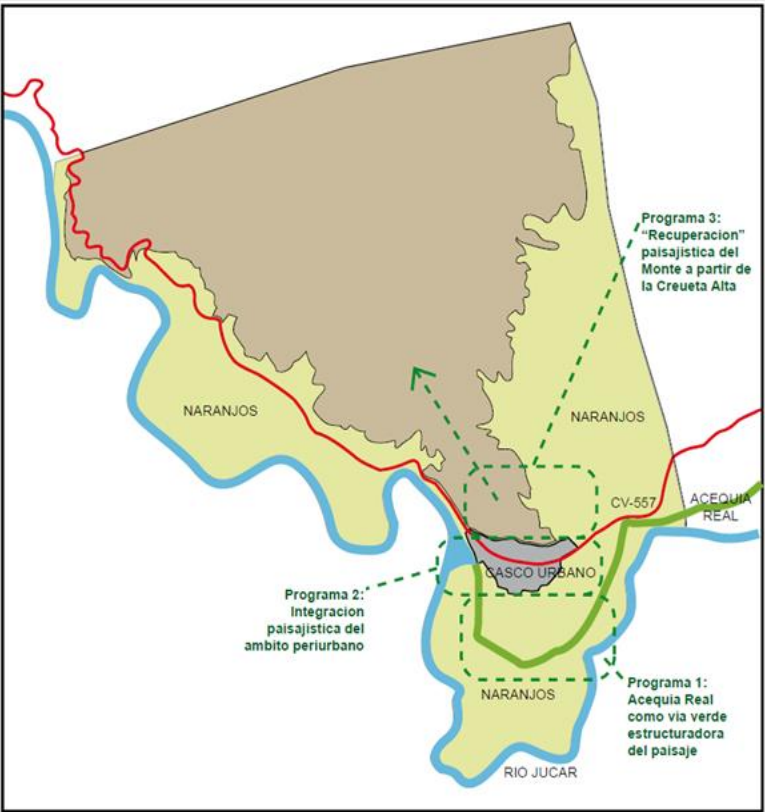 Programa 3:
"Recuperacion"
paisajistica del
Monte a partir de
la Creueta Alta
NARANJOS
NARANJOS
CV-557
ACEQUIA
REAL
CASCO URBANO
Programa 2:
Integracion
paisajistica del
ambito periurbano
Programa 1:
Acequia Real
como via verde
estructuradora
del paisaje
NARANJOS
RIO JUCAR